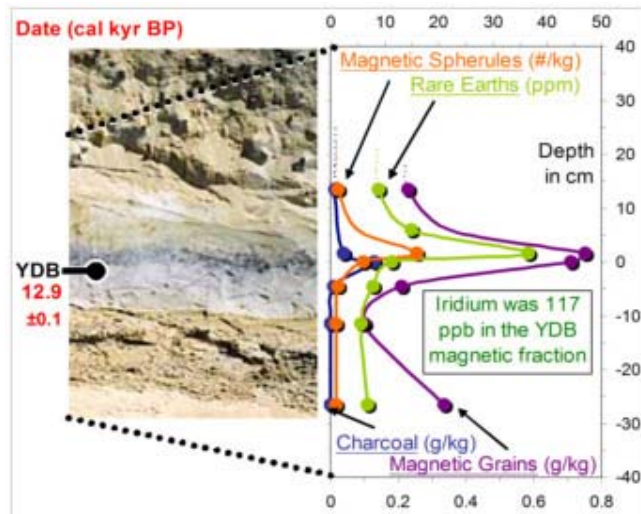 Date (cal kyr BP)
0 10 20 30 40 50
Magnetic Spherules (#/kg)
Rare Earths (ppm)
Depth
in cm
40
30
20
10
0
-10
-20
-30
-40
YDB
12.9
±0.1
Iridium was 117
ppb in the YDB
magnetic fraction
Charcoal (g/kg)
Magnetic Grains (g/kg)
0 0.2 0.4 0.6 0.8